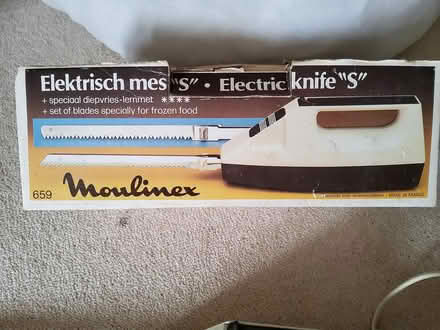 Elektrisch mes "S" • Electric knife "S"
+ speciaal diepvries-lemmet ****
+ set of blades specially for frozen food
Moulinex
659
MADE IN FRANCE